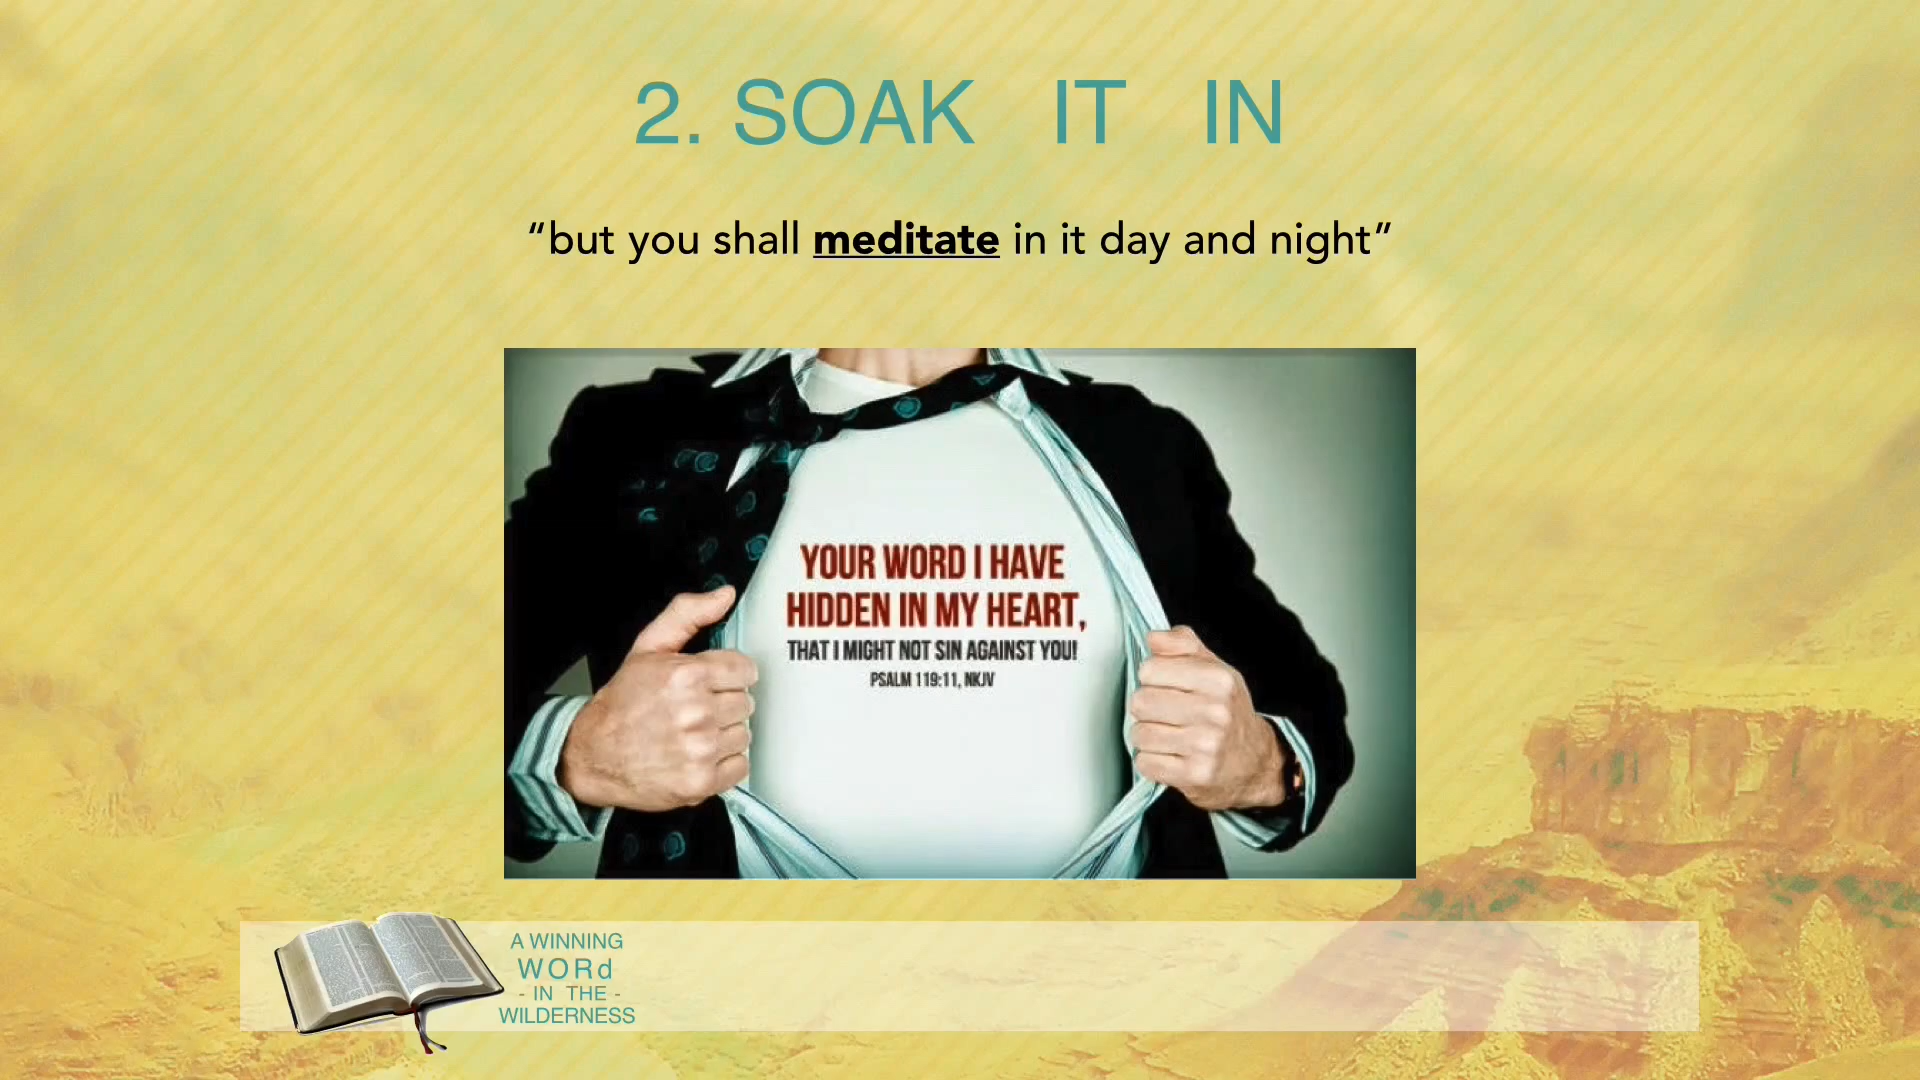 2. SOAK IT IN
“but you shall meditate in it day and night”
YOUR WORD I HAVE
HIDDEN IN MY HEART,
THAT I MIGHT NOT SIN AGAINST YOU!
PSALM 119:11, NKJV
A WINNING
WORd
- IN THE -
WILDERNESS